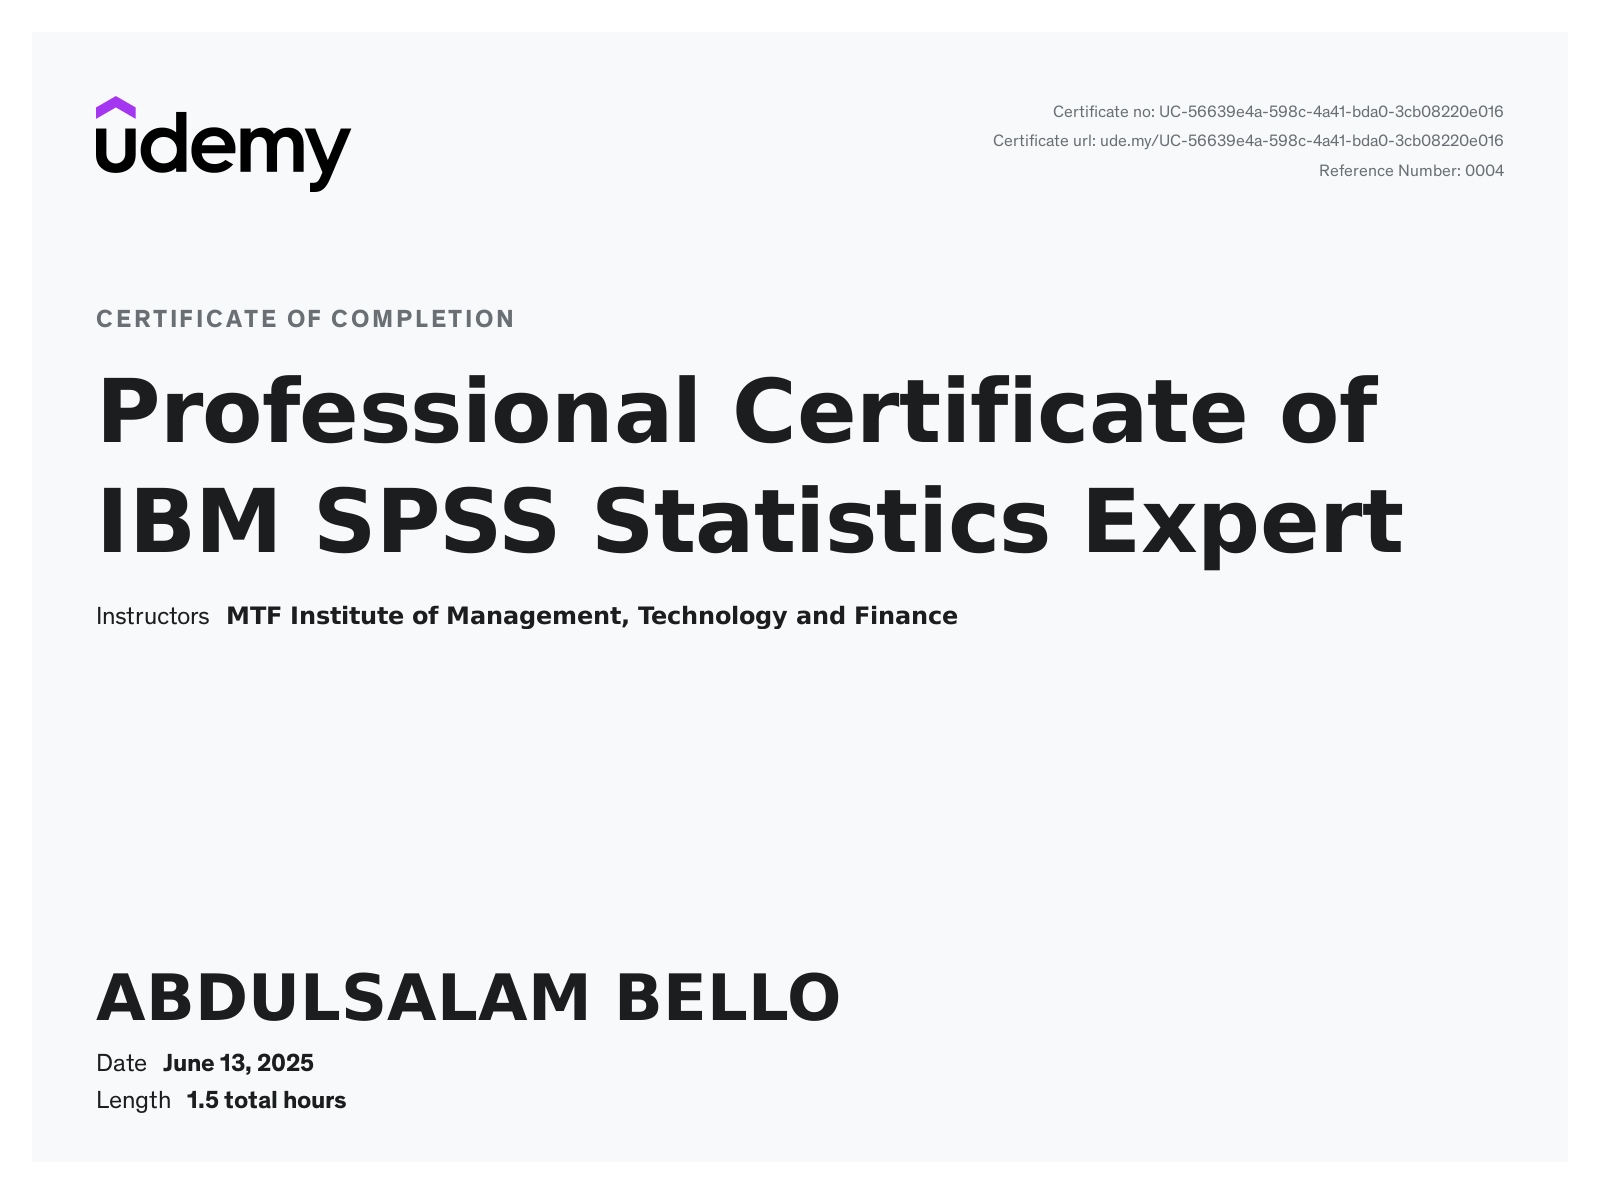 udemy
Certificate no: UC-56639e4a-598c-4a41-bda0-3cb08220e016
Certificate url: ude.my/UC-56639e4a-598c-4a41-bda0-3cb08220e016
Reference Number: 0004
CERTIFICATE OF COMPLETION
Professional Certificate of
IBM SPSS Statistics Expert
Instructors MTF Institute of Management, Technology and Finance
ABDULSALAM BELLO
Date June 13, 2025
Length 1.5 total hours